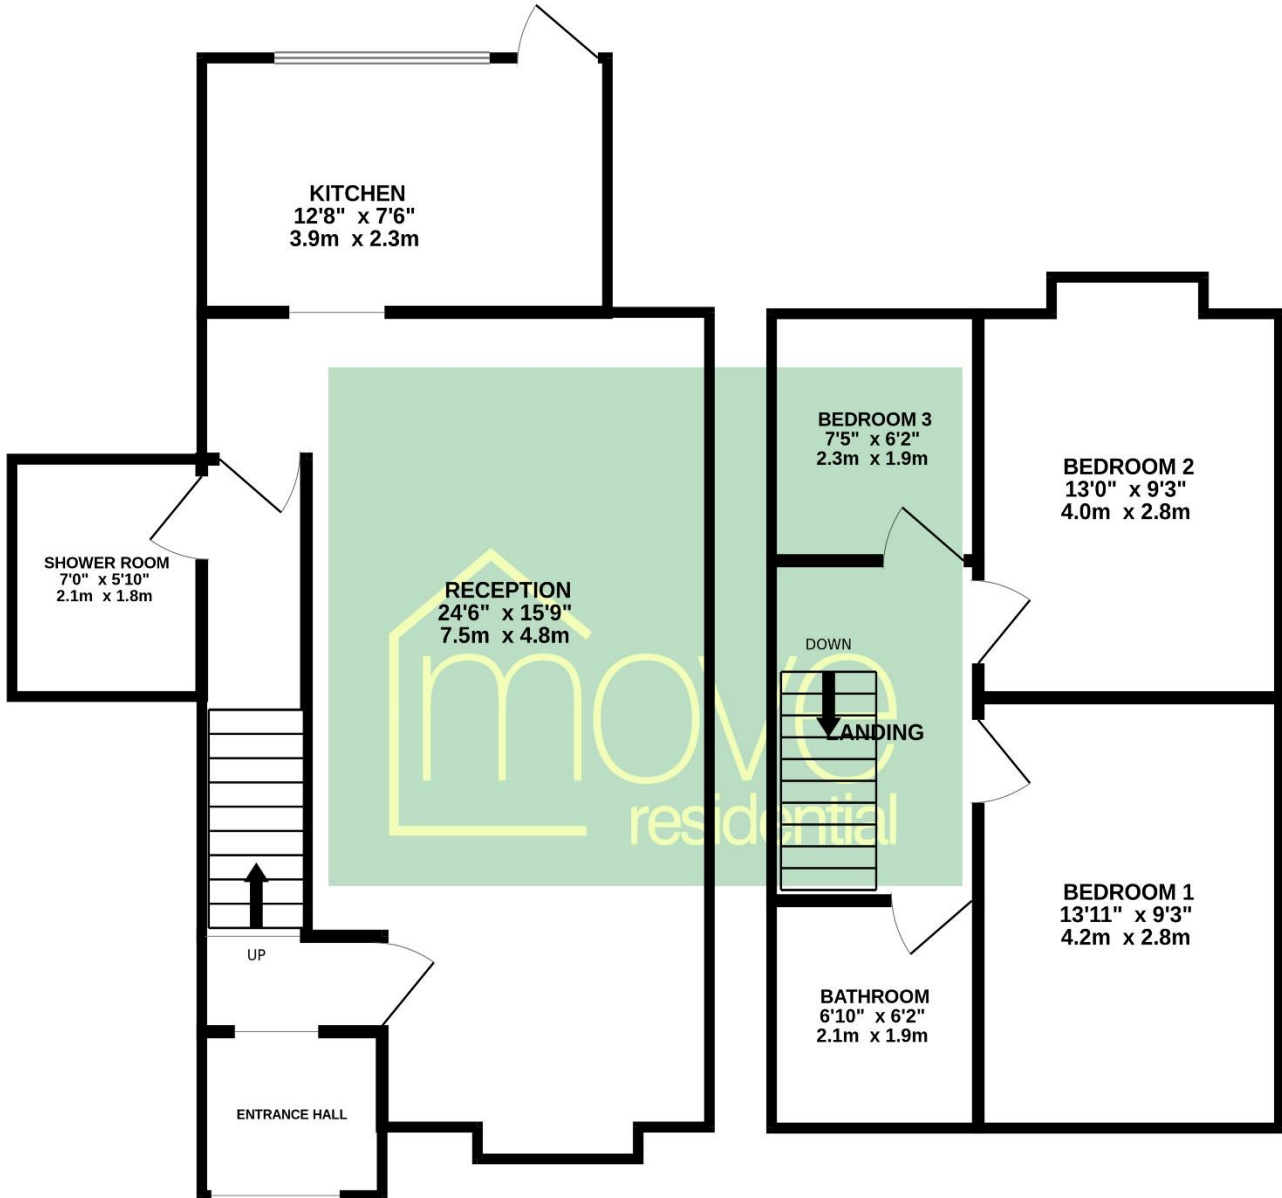 KITCHEN
12'8" x 7'6"
3.9m x 2.3m
SHOWER ROOM
7'0" x 5'10"
2.1m x 1.8m
RECEPTION
24'6" x 15'9"
7.5m x 4.8m
move
residential
UP
ENTRANCE HALL
BEDROOM 3
7'5" x 6'2"
2.3m x 1.9m
BEDROOM 2
13'0" x 9'3"
4.0m x 2.8m
DOWN
LANDING
BEDROOM 1
13'11" x 9'3"
4.2m x 2.8m
BATHROOM
6'10" x 6'2"
2.1m x 1.9m